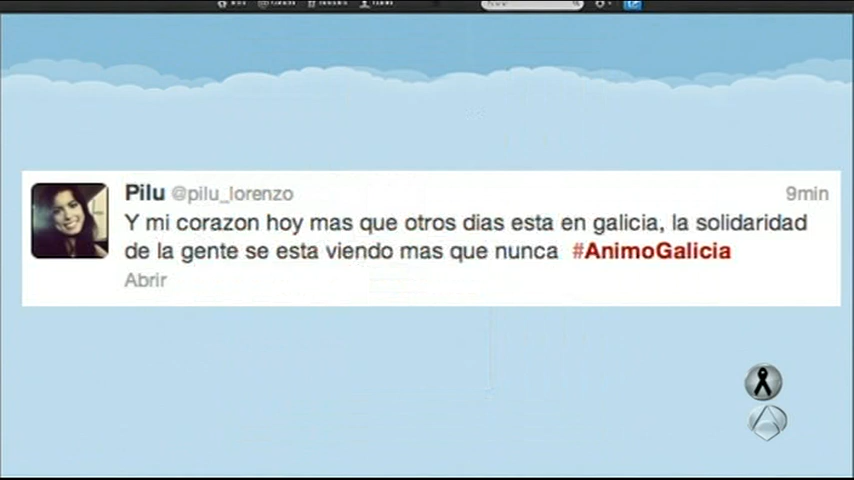 Pilu @pilu_lorenzo 9min
Y mi corazon hoy mas que otros dias esta en galicia, la solidaridad
de la gente se esta viendo mas que nunca #AnimoGalicia
Abrir